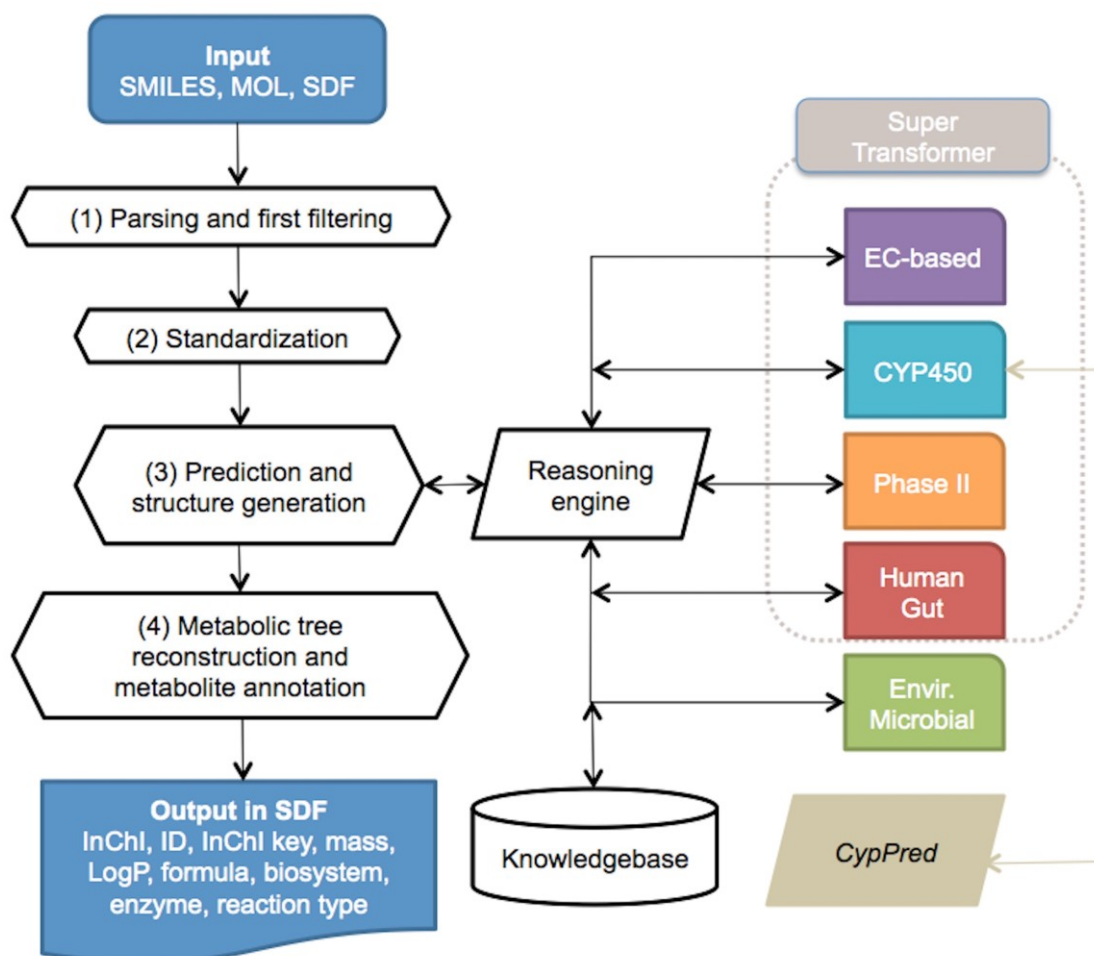 Input
SMILES, MOL, SDF
(1) Parsing and first filtering
(2) Standardization
(3) Prediction and
structure generation
(4) Metabolic tree
reconstruction and
metabolite annotation
Output in SDF
InChI, ID, InChI key, mass,
LogP, formula, biosystem,
enzyme, reaction type
Reasoning
engine
Knowledgebase
Super
Transformer
EC-based
CYP450
Phase II
Human
Gut
Envir.
Microbial
CypPred